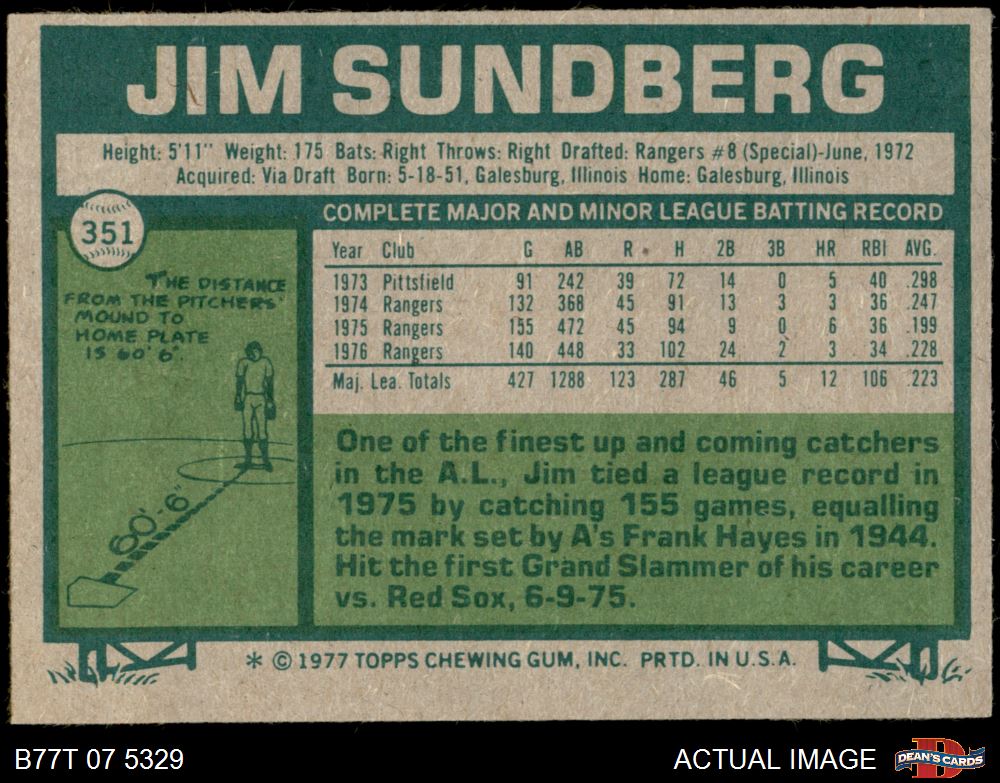 JIM SUNDBERG
Height: 5'11" Weight: 175 Bats: Right Throws: Right Drafted: Rangers #8 (Special)-June, 1972
Acquired: Via Draft Born: 5-18-51, Galesburg, Illinois Home: Galesburg, Illinois
351
THE DISTANCE
FROM THE PITCHERS'
MOUND TO
HOME PLATE
IS 60' 6".
60'-6"
COMPLETE MAJOR AND MINOR LEAGUE BATTING RECORD
Year Club G AB R H 2B 3B HR RBI AVG.
1973 Pittsfield 91 242 39 72 14 0 5 40 .298
1974 Rangers 132 368 45 91 13 3 3 36 .247
1975 Rangers 155 472 45 94 9 0 6 36 .199
1976 Rangers 140 448 33 102 24 2 3 34 .228
Maj. Lea. Totals 427 1288 123 287 46 5 12 106 .223
One of the finest up and coming catchers
in the A.L., Jim tied a league record in
1975 by catching 155 games, equalling
the mark set by A's Frank Hayes in 1944.
Hit the first Grand Slammer of his career
vs. Red Sox, 6-9-75.
* © 1977 TOPPS CHEWING GUM, INC. PRTD. IN U.S.A.
B77T 07 5329
ACTUAL IMAGE
D
DEAN'S CARDS